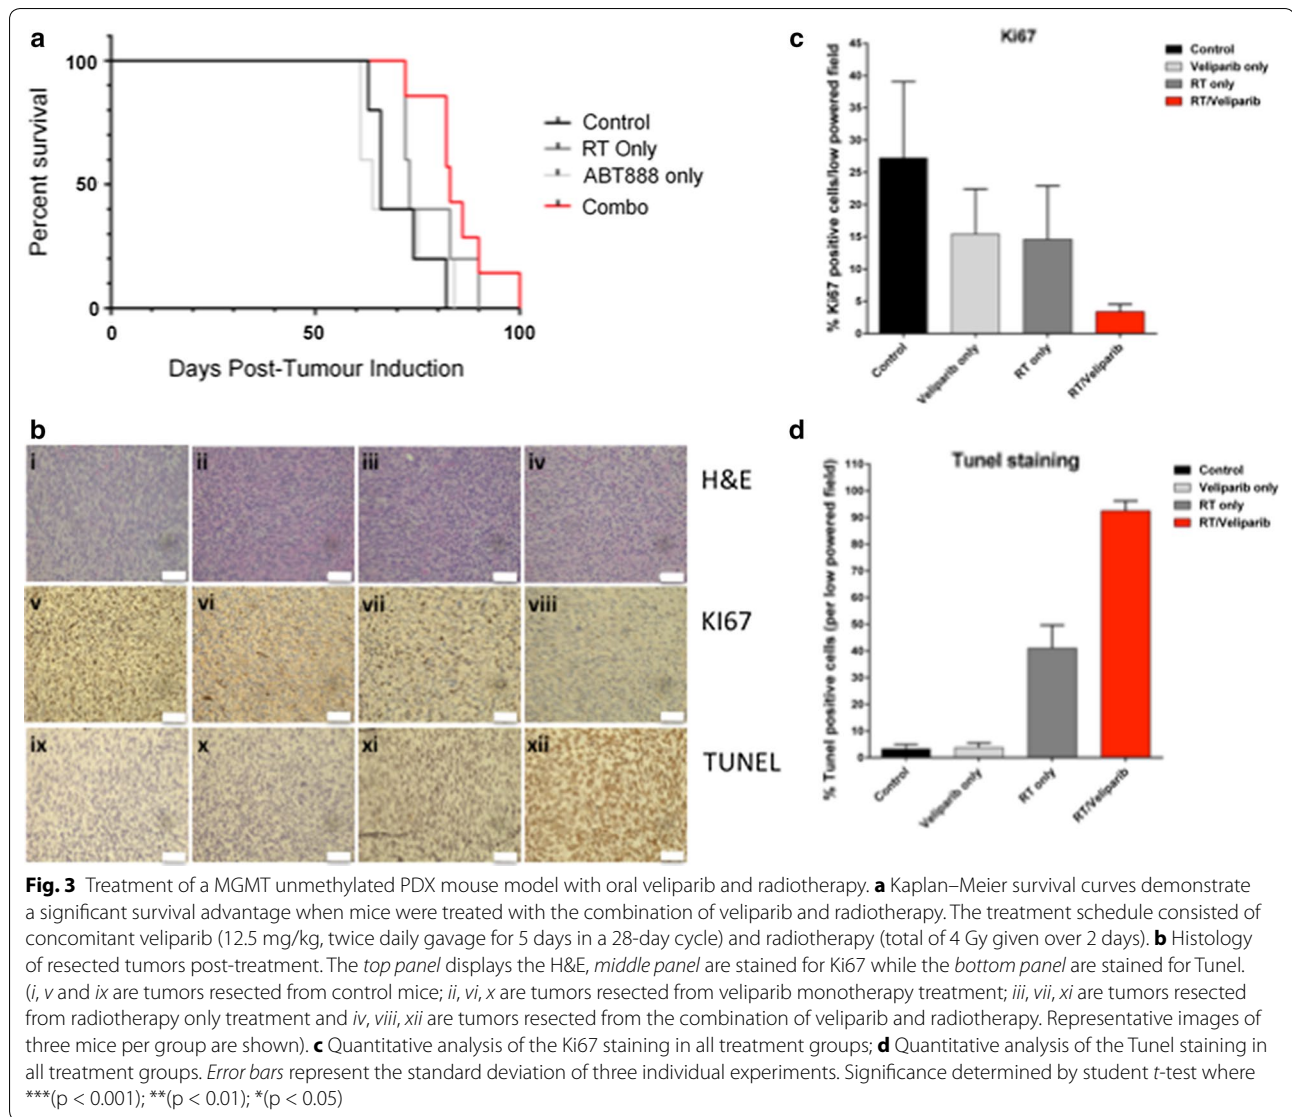 a
Percent survival
100
50
0
0
50
100
Days Post-Tumour Induction
Control
RT Only
ABT888 only
Combo
c
Ki67
% Ki67 positive cells/low powered field
45
40
35
30
25
20
15
10
5
0
Control
Veliparib only
RT only
RT/Veliparib
Control
Veliparib only
RT only
RT/Veliparib
b
i
ii
iii
iv
H&E
v
vi
vii
viii
KI67
ix
x
xi
xii
TUNEL
d
Tunel staining
% Tunel positive cells (per low powered field)
110
100
90
80
70
60
50
40
30
20
10
0
Control
Veliparib only
RT only
RT/Veliparib
Control
Veliparib only
RT only
RT/Veliparib
Fig. 3 Treatment of a MGMT unmethylated PDX mouse model with oral veliparib and radiotherapy. a Kaplan–Meier survival curves demonstrate
a significant survival advantage when mice were treated with the combination of veliparib and radiotherapy. The treatment schedule consisted of
concomitant veliparib (12.5 mg/kg, twice daily gavage for 5 days in a 28-day cycle) and radiotherapy (total of 4 Gy given over 2 days). b Histology
of resected tumors post-treatment. The top panel displays the H&E, middle panel are stained for Ki67 while the bottom panel are stained for Tunel.
(i, v and ix are tumors resected from control mice; ii, vi, x are tumors resected from veliparib monotherapy treatment; iii, vii, xi are tumors resected
from radiotherapy only treatment and iv, viii, xii are tumors resected from the combination of veliparib and radiotherapy. Representative images of
three mice per group are shown). c Quantitative analysis of the Ki67 staining in all treatment groups; d Quantitative analysis of the Tunel staining in
all treatment groups. Error bars represent the standard deviation of three individual experiments. Significance determined by student t-test where
***(p < 0.001); **(p < 0.01); *(p < 0.05)